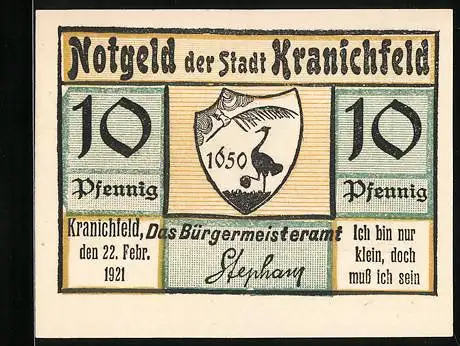 Notgeld der Stadt Kranichfeld
10
Pfennig
1650
10
Pfennig
Kranichfeld,
den 22. Febr.
1921
Das Bürgermeisteramt
Stephan
Ich bin nur
klein, doch
muß ich sein